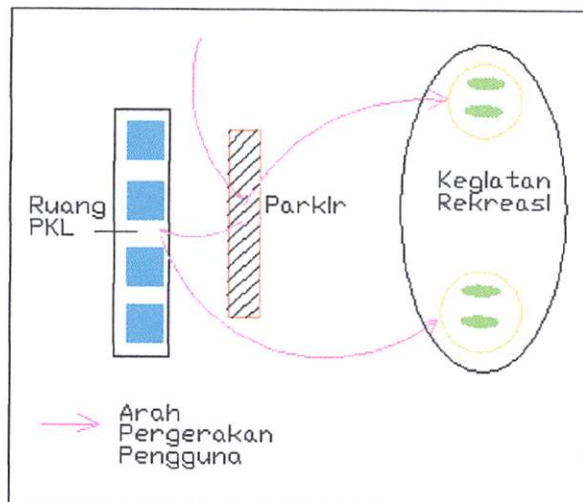 Ruang
PKL
Parkir
Kegiatan
Rekreasi
Arah
Pergerakan
Pengguna